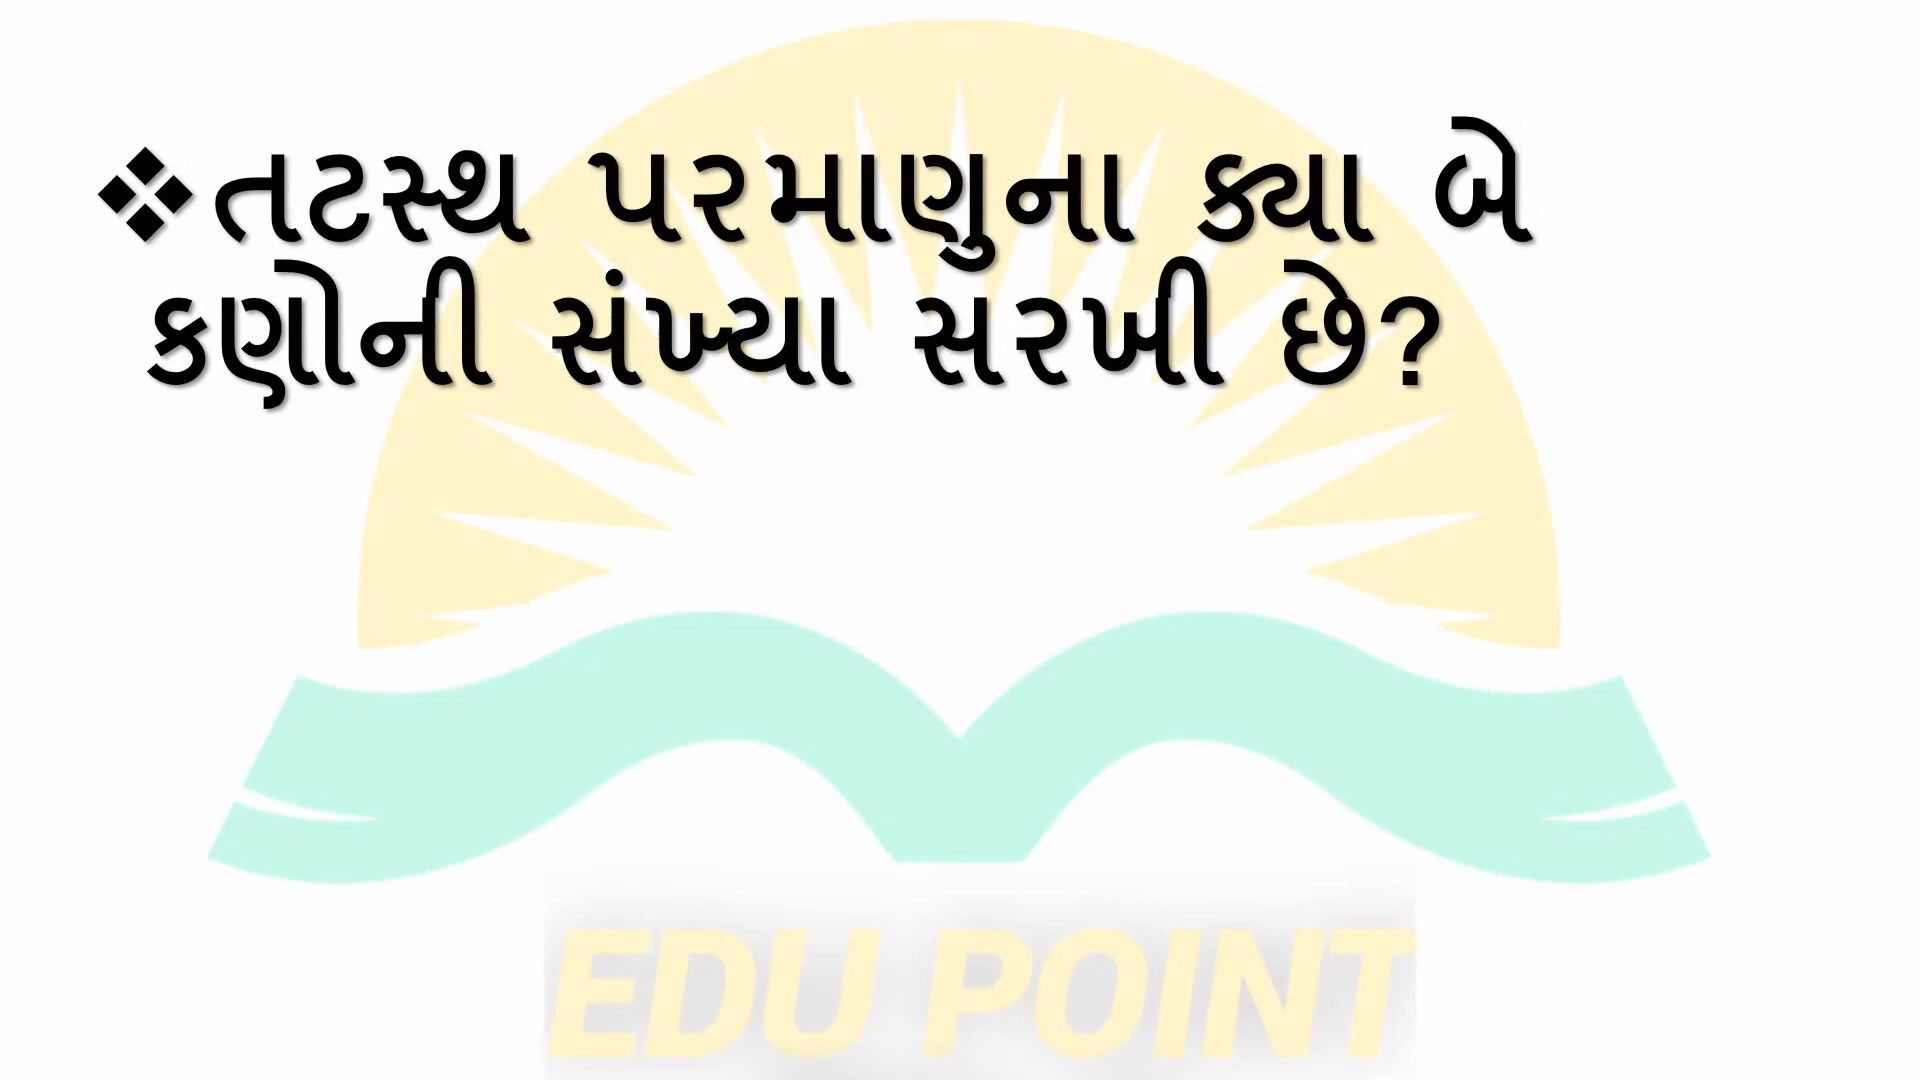 ❖તટસ્થ પરમાણુના ક્યા બે
કણોની સંખ્યા સરખી છે?
EDU POINT